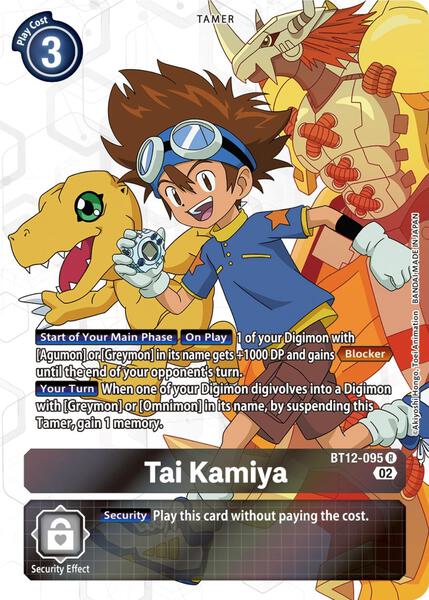 TAMER
Play Cost
3
Start of Your Main Phase On Play 1 of your Digimon with
[Agumon] or [Greymon] in its name gets +1000 DP and gains Blocker
until the end of your opponent's turn.
Your Turn When one of your Digimon digivolves into a Digimon
with [Greymon] or [Omnimon] in its name, by suspending this
Tamer, gain 1 memory.
©Akiyoshi Hongo, Toei Animation BANDAI MADE IN JAPAN
BT12-095 R
Tai Kamiya
02
Security Play this card without paying the cost.
Security Effect